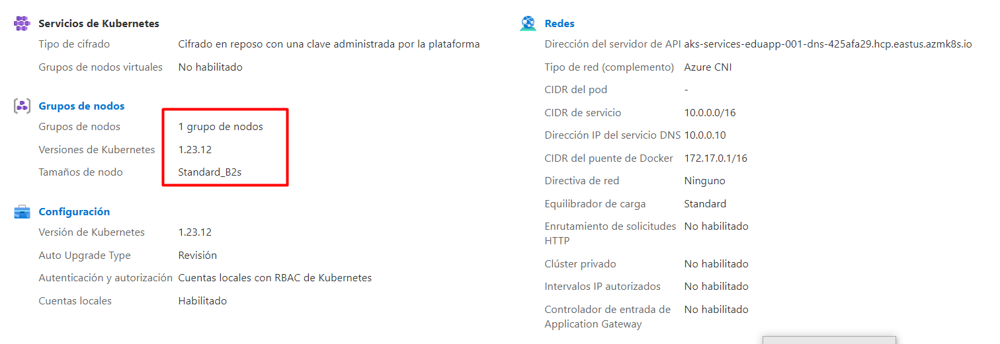 Servicios de Kubernetes
Tipo de cifrado Cifrado en reposo con una clave administrada por la plataforma
Grupos de nodos virtuales No habilitado
Grupos de nodos
Grupos de nodos 1 grupo de nodos
Versiones de Kubernetes 1.23.12
Tamaños de nodo Standard_B2s
Configuración
Versión de Kubernetes 1.23.12
Auto Upgrade Type Revisión
Autenticación y autorización Cuentas locales con RBAC de Kubernetes
Cuentas locales Habilitado
Redes
Dirección del servidor de API aks-services-eduapp-001-dns-425afa29.hcp.eastus.azmk8s.io
Tipo de red (complemento) Azure CNI
CIDR del pod -
CIDR de servicio 10.0.0.0/16
Dirección IP del servicio DNS 10.0.0.10
CIDR del puente de Docker 172.17.0.1/16
Directiva de red Ninguno
Equilibrador de carga Standard
Enrutamiento de solicitudes No habilitado
HTTP
Clúster privado No habilitado
Intervalos IP autorizados No habilitado
Controlador de entrada de No habilitado
Application Gateway